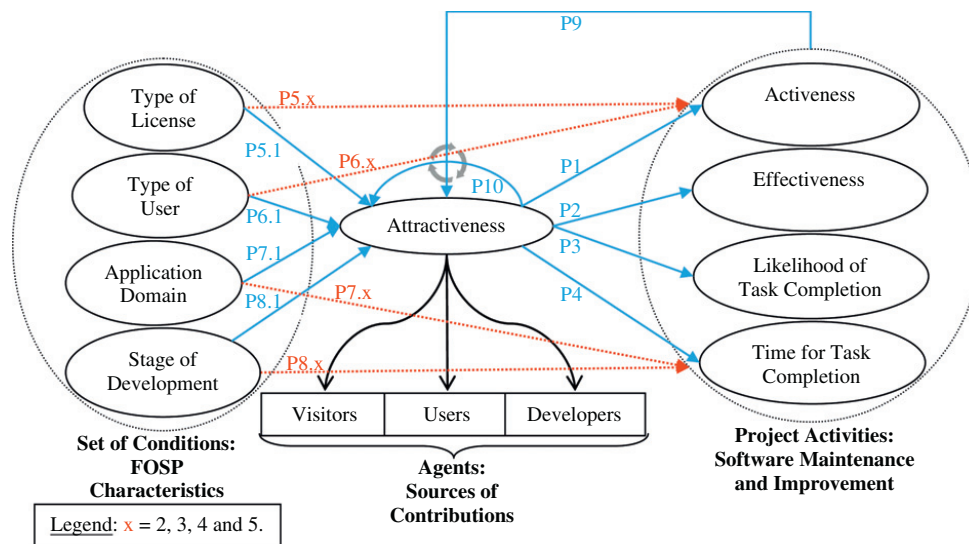 P9
Type of
License
P5.x
Activeness
P5.1
P6.x
P1
Type of
User
P10
Effectiveness
P6.1
P2
Attractiveness
P3
P7.1
Application
Domain
P7.x
P4
Likelihood of
Task Completion
P8.1
Stage of
Development
P8.x
Time for Task
Completion
Visitors
Users
Developers
Set of Conditions:
FOSP
Characteristics
Agents:
Sources of
Contributions
Project Activities:
Software Maintenance
and Improvement
Legend: x = 2, 3, 4 and 5.